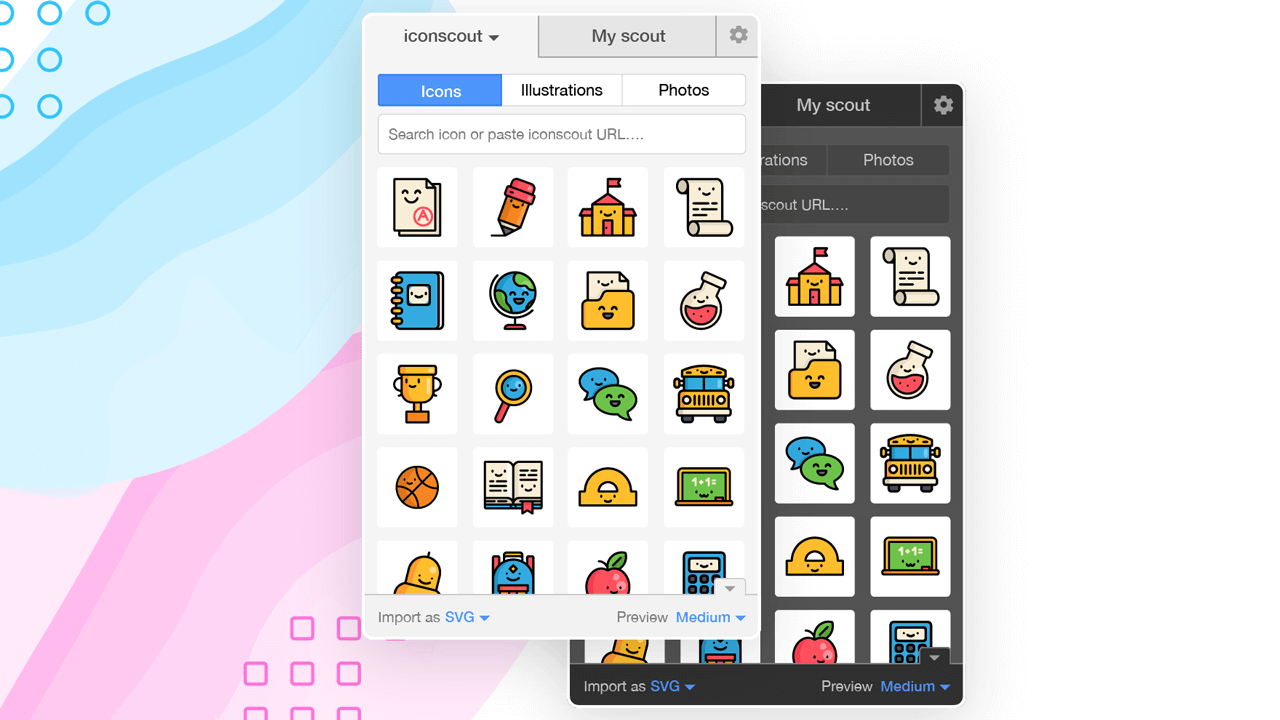 iconscout
My scout
Icons
Illustrations
Photos
Search icon or paste iconscout URL....
A
1+1=
Import as SVG
Preview Medium
My scout
rations
Photos
scout URL....
1+1=
Import as SVG
Preview Medium